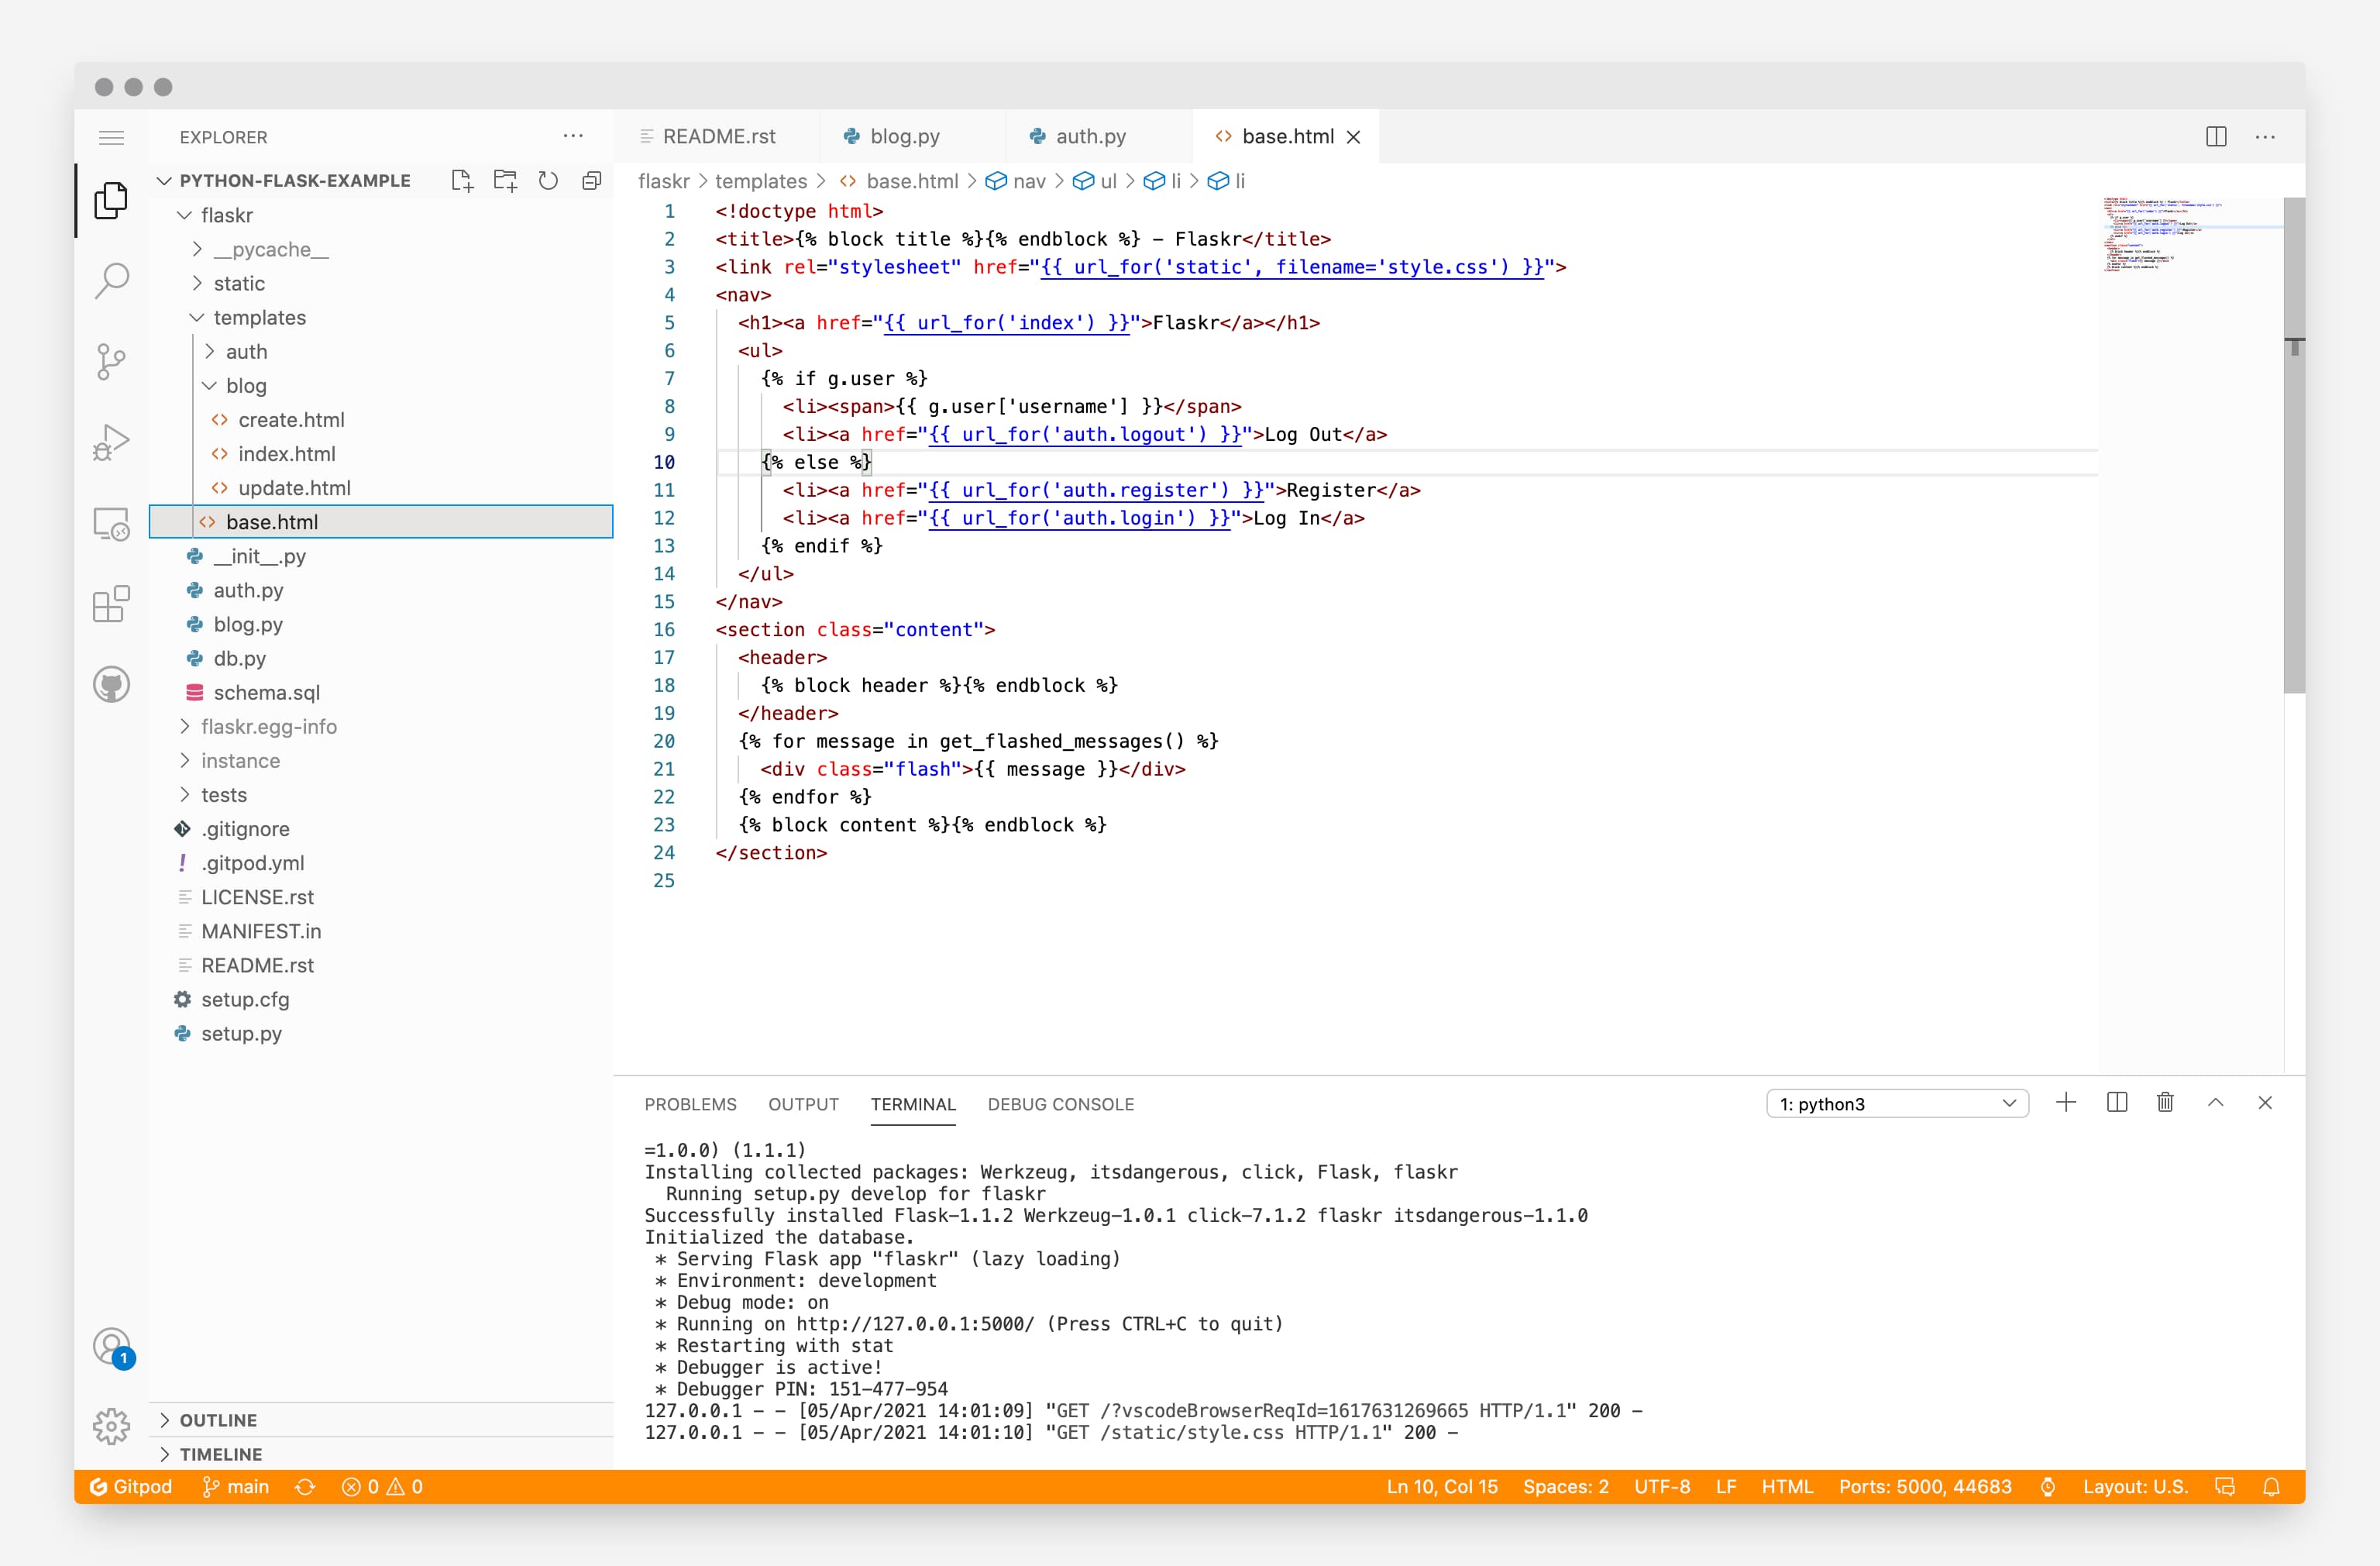 EXPLORER
PYTHON-FLASK-EXAMPLE
flaskr
__pycache__
static
templates
auth
blog
create.html
index.html
update.html
base.html
__init__.py
auth.py
blog.py
db.py
schema.sql
flaskr.egg-info
instance
tests
.gitignore
.gitpod.yml
LICENSE.rst
MANIFEST.in
README.rst
setup.cfg
setup.py
1
OUTLINE
TIMELINE
README.rst blog.py auth.py base.html
flaskr > templates > base.html > nav > ul > li > li
1 <!doctype html>
2 <title>{% block title %}{% endblock %} - Flaskr</title>
3 <link rel="stylesheet" href="{{ url_for('static', filename='style.css') }}">
4 <nav>
5   <h1><a href="{{ url_for('index') }}">Flaskr</a></h1>
6   <ul>
7     {% if g.user %}
8       <li><span>{{ g.user['username'] }}</span>
9       <li><a href="{{ url_for('auth.logout') }}">Log Out</a>
10     {% else %}
11       <li><a href="{{ url_for('auth.register') }}">Register</a>
12       <li><a href="{{ url_for('auth.login') }}">Log In</a>
13     {% endif %}
14   </ul>
15 </nav>
16 <section class="content">
17   <header>
18     {% block header %}{% endblock %}
19   </header>
20   {% for message in get_flashed_messages() %}
21     <div class="flash">{{ message }}</div>
22   {% endfor %}
23   {% block content %}{% endblock %}
24 </section>
25
PROBLEMS OUTPUT TERMINAL DEBUG CONSOLE 1: python3
=1.0.0) (1.1.1)
Installing collected packages: Werkzeug, itsdangerous, click, Flask, flaskr
  Running setup.py develop for flaskr
Successfully installed Flask-1.1.2 Werkzeug-1.0.1 click-7.1.2 flaskr itsdangerous-1.1.0
Initialized the database.
 * Serving Flask app "flaskr" (lazy loading)
 * Environment: development
 * Debug mode: on
 * Running on http://127.0.0.1:5000/ (Press CTRL+C to quit)
 * Restarting with stat
 * Debugger is active!
 * Debugger PIN: 151-477-954
127.0.0.1 - - [05/Apr/2021 14:01:09] "GET /?vscodeBrowserReqId=1617631269665 HTTP/1.1" 200 -
127.0.0.1 - - [05/Apr/2021 14:01:10] "GET /static/style.css HTTP/1.1" 200 -
Gitpod main 0 0 Ln 10, Col 15 Spaces: 2 UTF-8 LF HTML Ports: 5000, 44683 Layout: U.S.